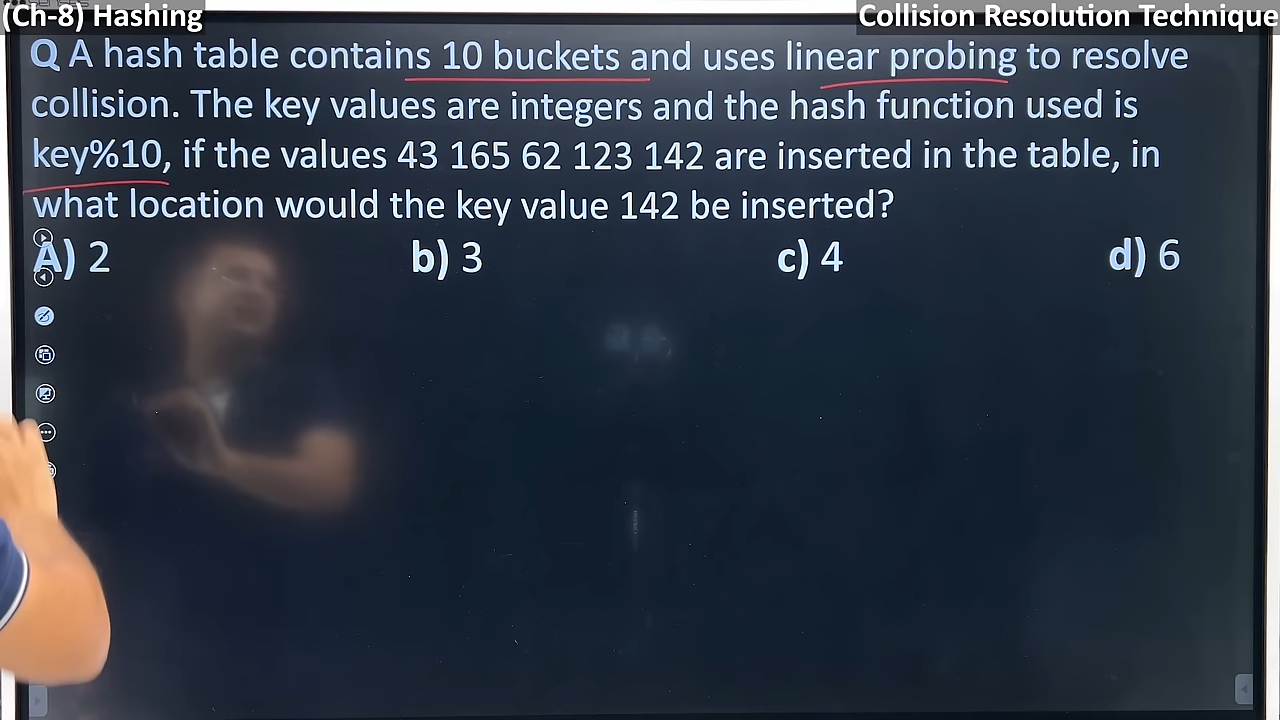 (Ch-8) Hashing
Collision Resolution Technique
Q A hash table contains 10 buckets and uses linear probing to resolve
collision. The key values are integers and the hash function used is
key%10, if the values 43 165 62 123 142 are inserted in the table, in
what location would the key value 142 be inserted?
A) 2 b) 3 c) 4 d) 6